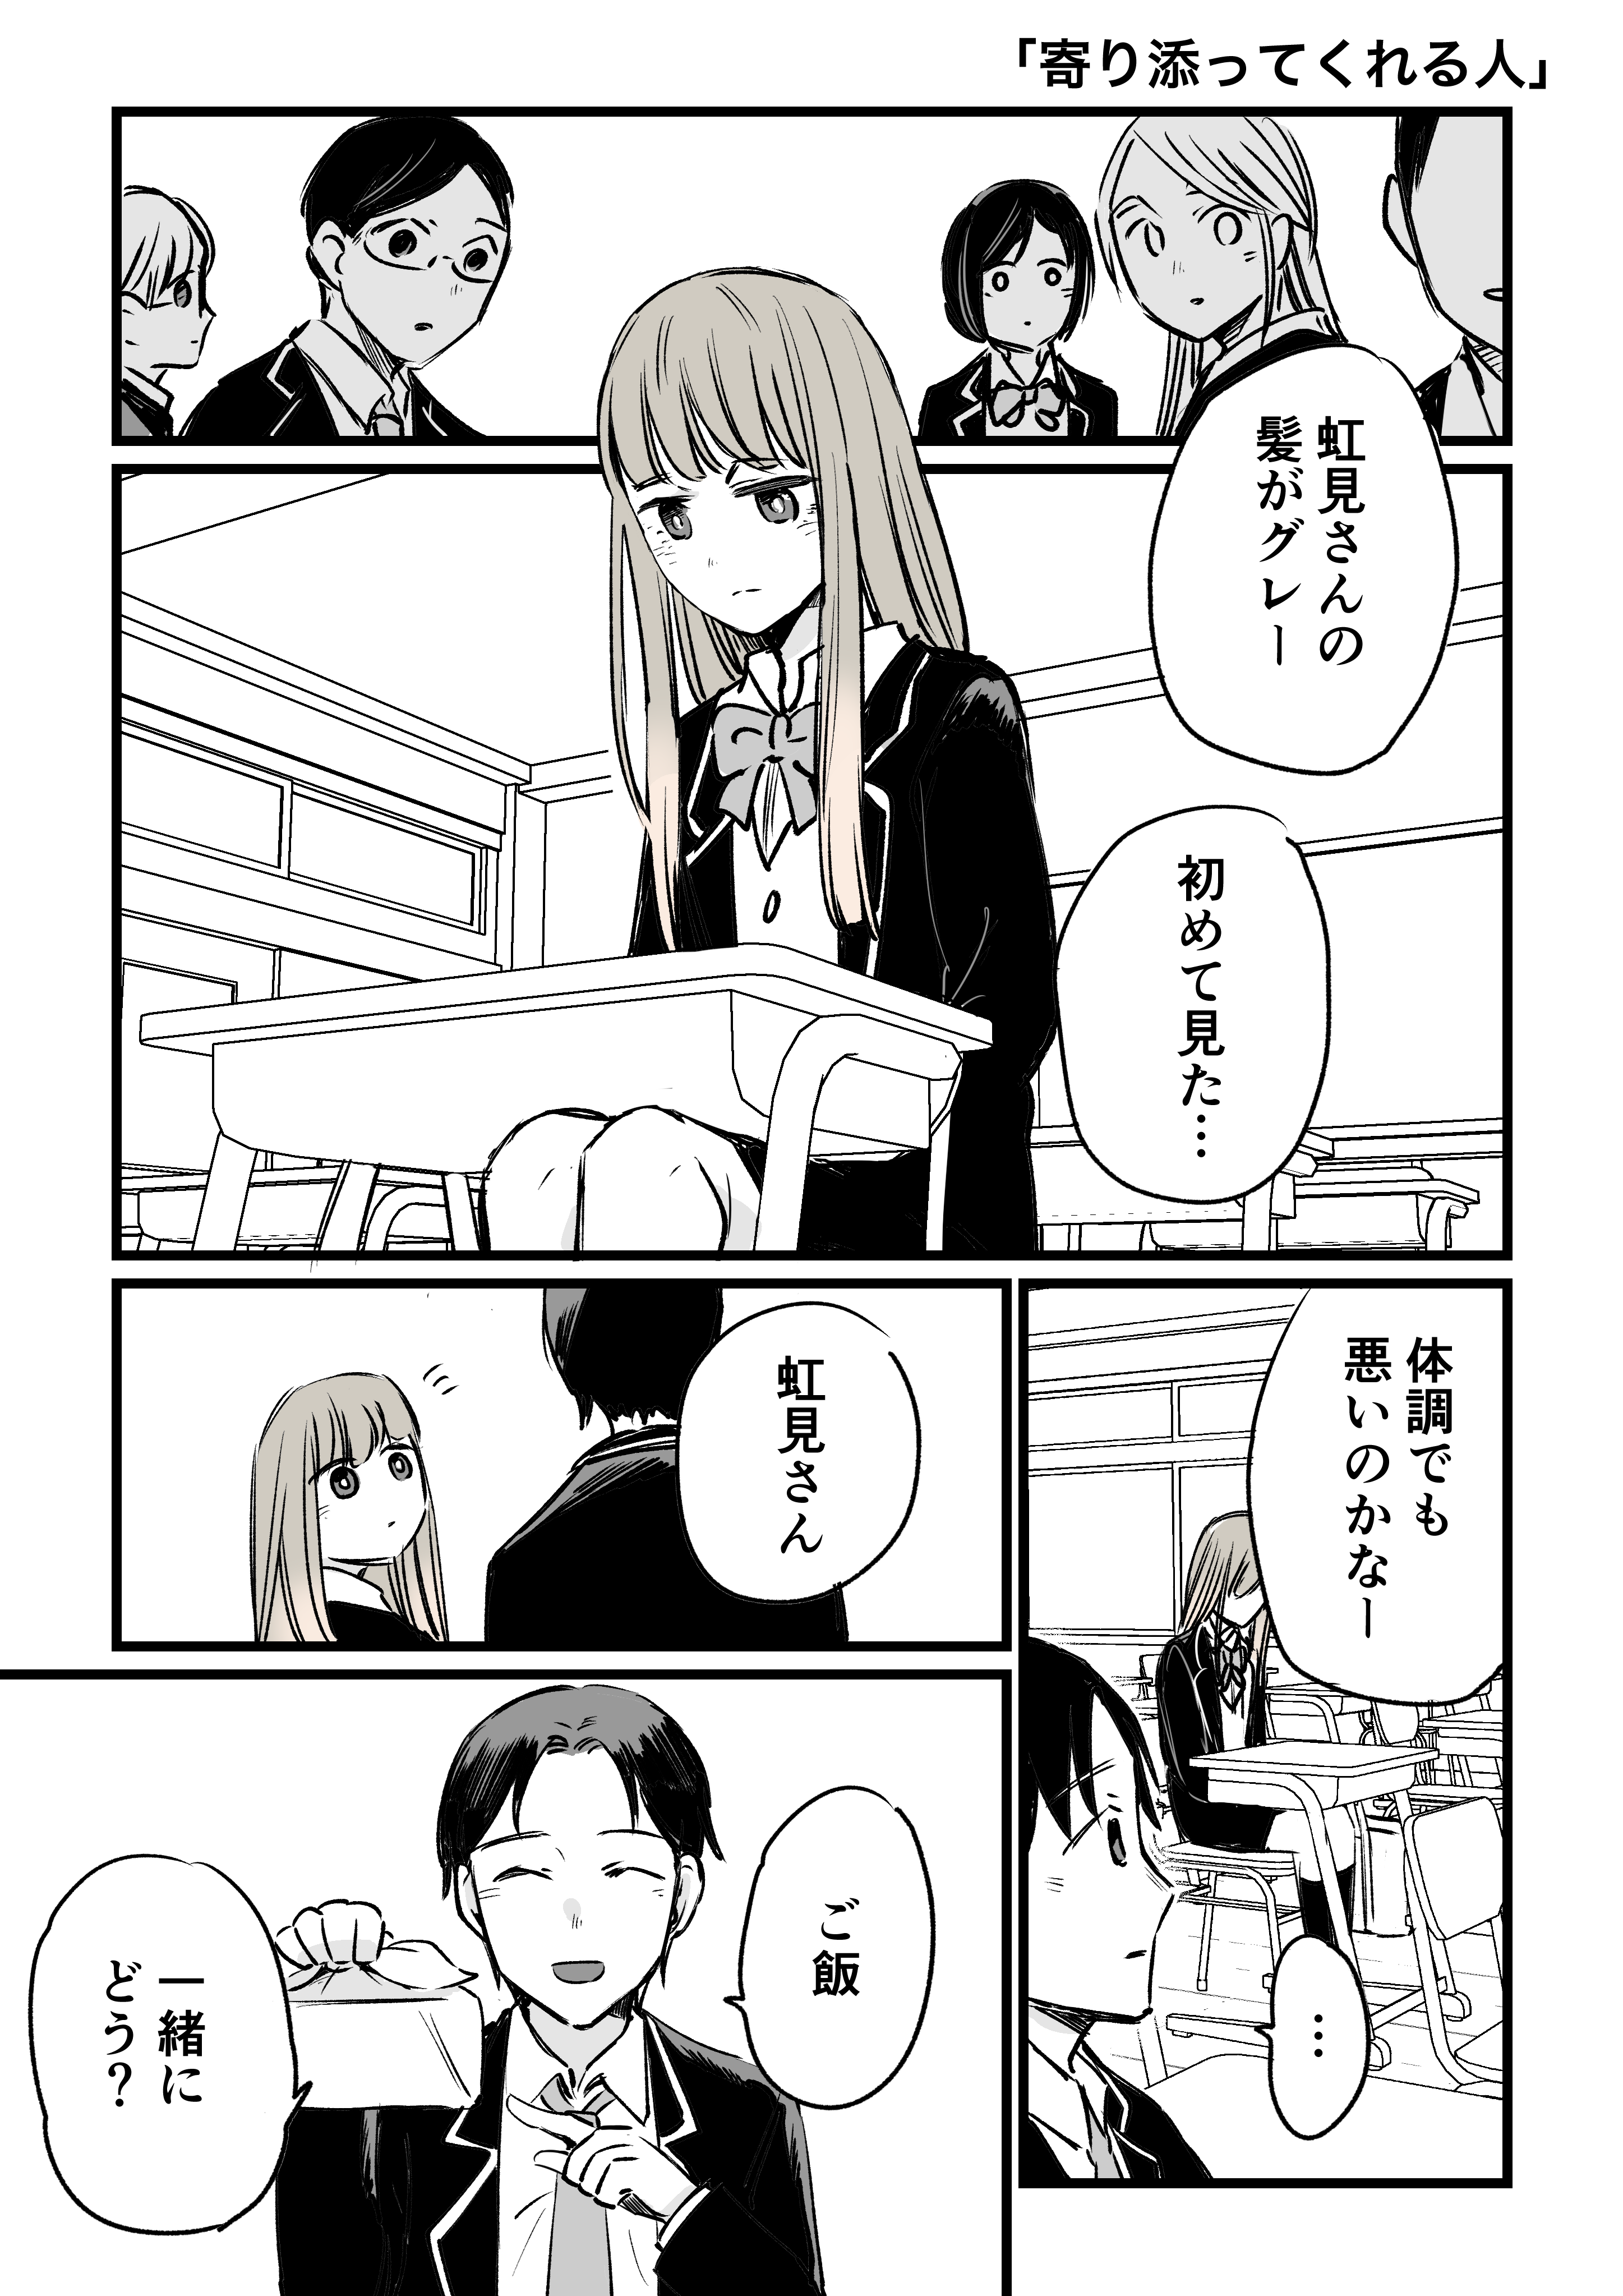 「寄り添ってくれる人」
虹見さんの
髪がグレー
初めて見た…
体調でも
悪いのかなー
…
虹見さん
ご飯
一緒に
どう?